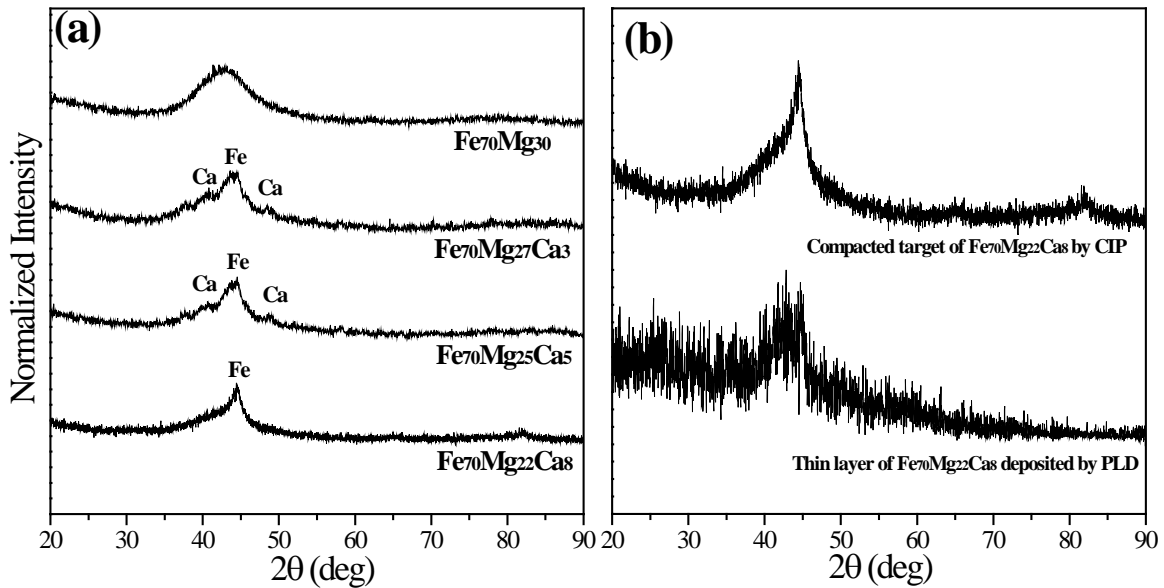 (a)
Fe70Mg30
Ca Fe Ca
Fe70Mg27Ca3
Ca Fe Ca
Fe70Mg25Ca5
Fe
Fe70Mg22Ca8
Normalized Intensity
20 30 40 50 60 70 80 90
2θ (deg)
(b)
Compacted target of Fe70Mg22Ca8 by CIP
Thin layer of Fe70Mg22Ca8 deposited by PLD
20 30 40 50 60 70 80 90
2θ (deg)